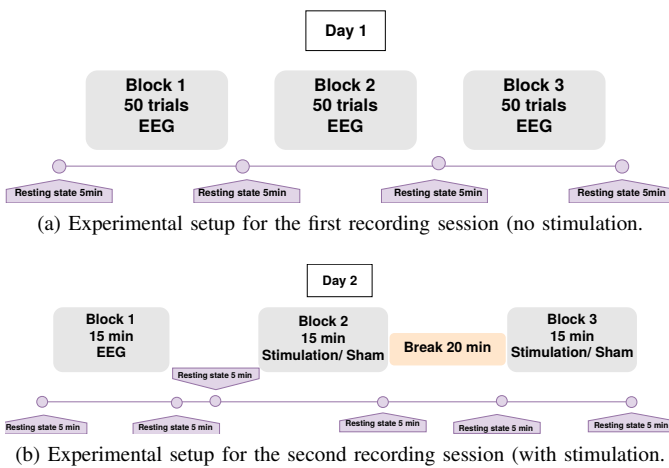 Day 1
Block 1
50 trials
EEG
Block 2
50 trials
EEG
Block 3
50 trials
EEG
Resting state 5min
Resting state 5min
Resting state 5min
Resting state 5min
(a) Experimental setup for the first recording session (no stimulation.
Day 2
Block 1
15 min
EEG
Block 2
15 min
Stimulation/ Sham
Break 20 min
Block 3
15 min
Stimulation/ Sham
Resting state 5 min
Resting state 5 min
Resting state 5 min
Resting state 5 min
Resting state 5 min
Resting state 5 min
(b) Experimental setup for the second recording session (with stimulation.